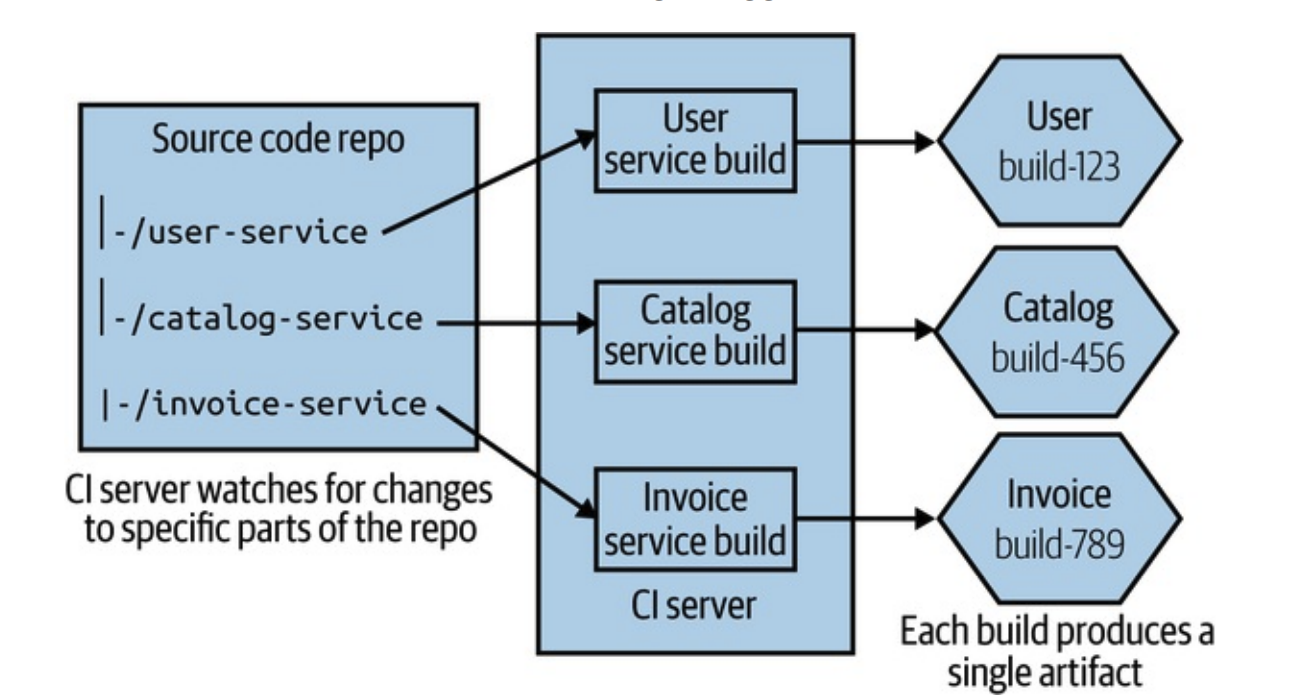 Source code repo
|-/user-service
|-/catalog-service
|-/invoice-service
CI server watches for changes
to specific parts of the repo
User
service build
Catalog
service build
Invoice
service build
CI server
User
build-123
Catalog
build-456
Invoice
build-789
Each build produces a
single artifact